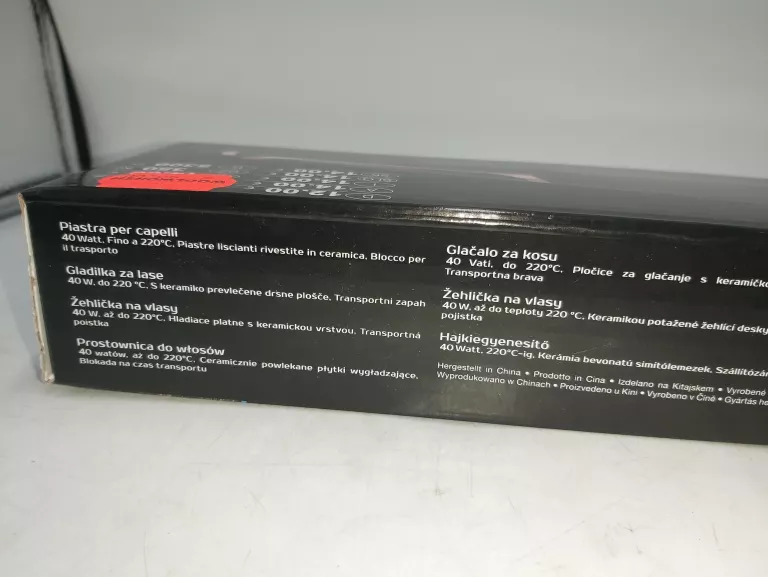 Piastra per capelli
40 Watt. Fino a 220°C. Piastre liscianti rivestite in ceramica. Blocco per
il trasporto
Gladilka za lase
40 W. do 220 °C. S keramiko prevlečene drsne plošče. Transportni zapah
Žehlička na vlasy
40 W. až do 220°C. Hladiace platne s keramickou vrstvou. Transportná
poistka
Prostownica do włosów
40 watów. aż do 220°C. Ceramicznie powlekane płytki wygładzające.
Blokada na czas transportu
Glačalo za kosu
40 Vati. do 220°C. Pločice za glačanje s keramičko
Transportna brava
Žehlička na vlasy
40 W. až do teploty 220 °C. Keramikou potažené žehlící desky
pojistka
Hajkiegyenesítő
40 Watt. 220°C-ig. Kerámia bevonatú simítólemezek. Szállítózár
Hergestellt in China • Prodotto in Cina • Izdelano na Kitajskem • Vyrobené
Wyprodukowano w Chinach • Proizvedeno u Kini • Vyrobeno v Číně • Gyártás he